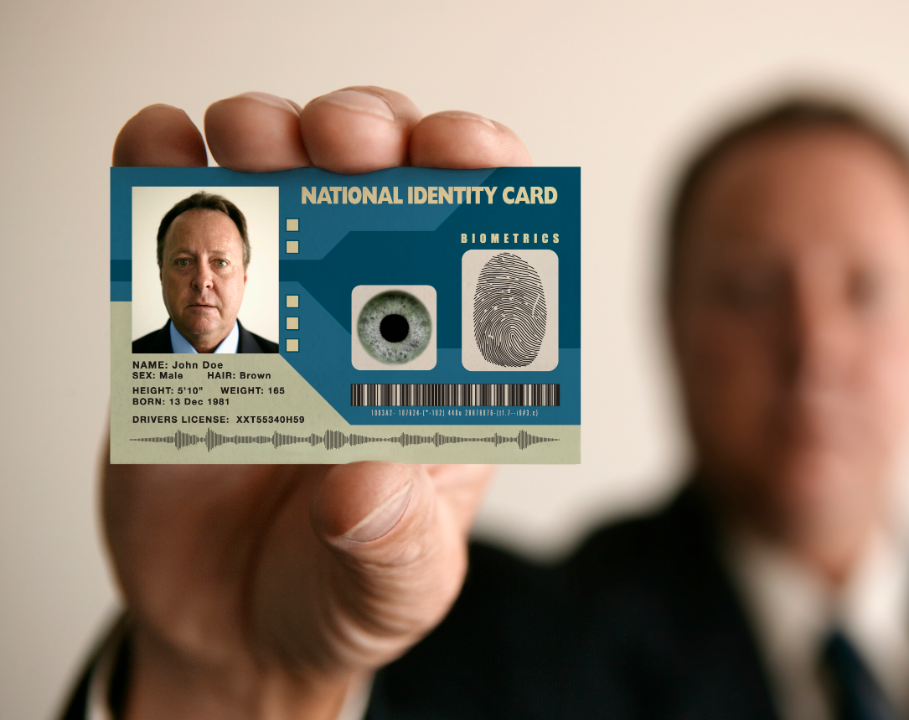 NATIONAL IDENTITY CARD
BIOMETRICS
NAME: John Doe
SEX: Male HAIR: Brown
HEIGHT: 5'10" WEIGHT: 165
BORN: 13 Dec 1981
DRIVERS LICENSE: XXT55340H59